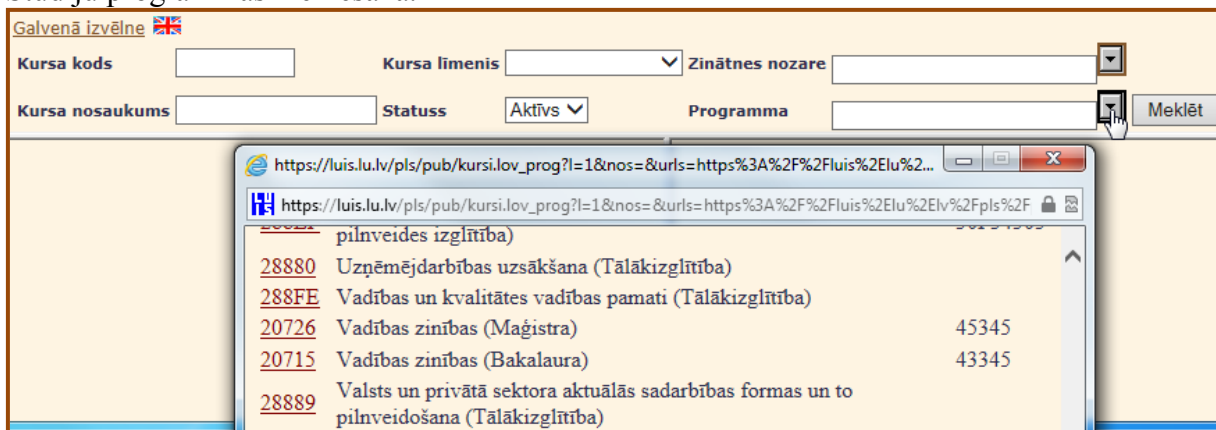 Galvenā izvēlne
Kursa kods Kursa līmenis Zinātnes nozare
Kursa nosaukums Statuss Aktīvs Programma Meklēt
https://luis.lu.lv/pls/pub/kursi.lov_prog?l=1&nos=&urls=https%3A%2F%2Fluis%2Elu%2...
https://luis.lu.lv/pls/pub/kursi.lov_prog?l=1&nos=&urls=https%3A%2F%2Fluis%2Elu%2Elv%2Fpls%2F
pilnveides izglītība)
28880 Uzņēmējdarbības uzsākšana (Tālākizglītība)
288FE Vadības un kvalitātes vadības pamati (Tālākizglītība)
20726 Vadības zinības (Maģistra) 45345
20715 Vadības zinības (Bakalaura) 43345
28889 Valsts un privātā sektora aktuālās sadarbības formas un to
pilnveidošana (Tālākizglītība)